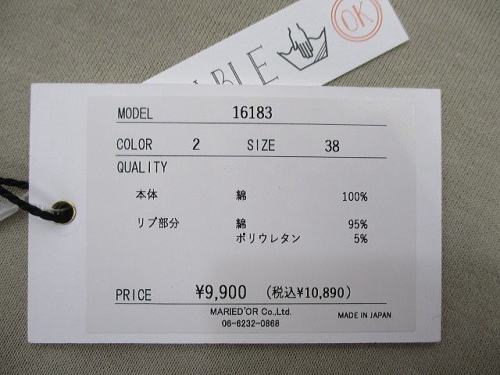 OK
ABLE
MODEL 16183
COLOR 2 SIZE 38
QUALITY
本体 綿 100%
リブ部分 綿 95%
ポリウレタン 5%
PRICE ¥9,900 (税込¥10,890)
MARIED'OR Co.,Ltd.
06-6232-0868
MADE IN JAPAN